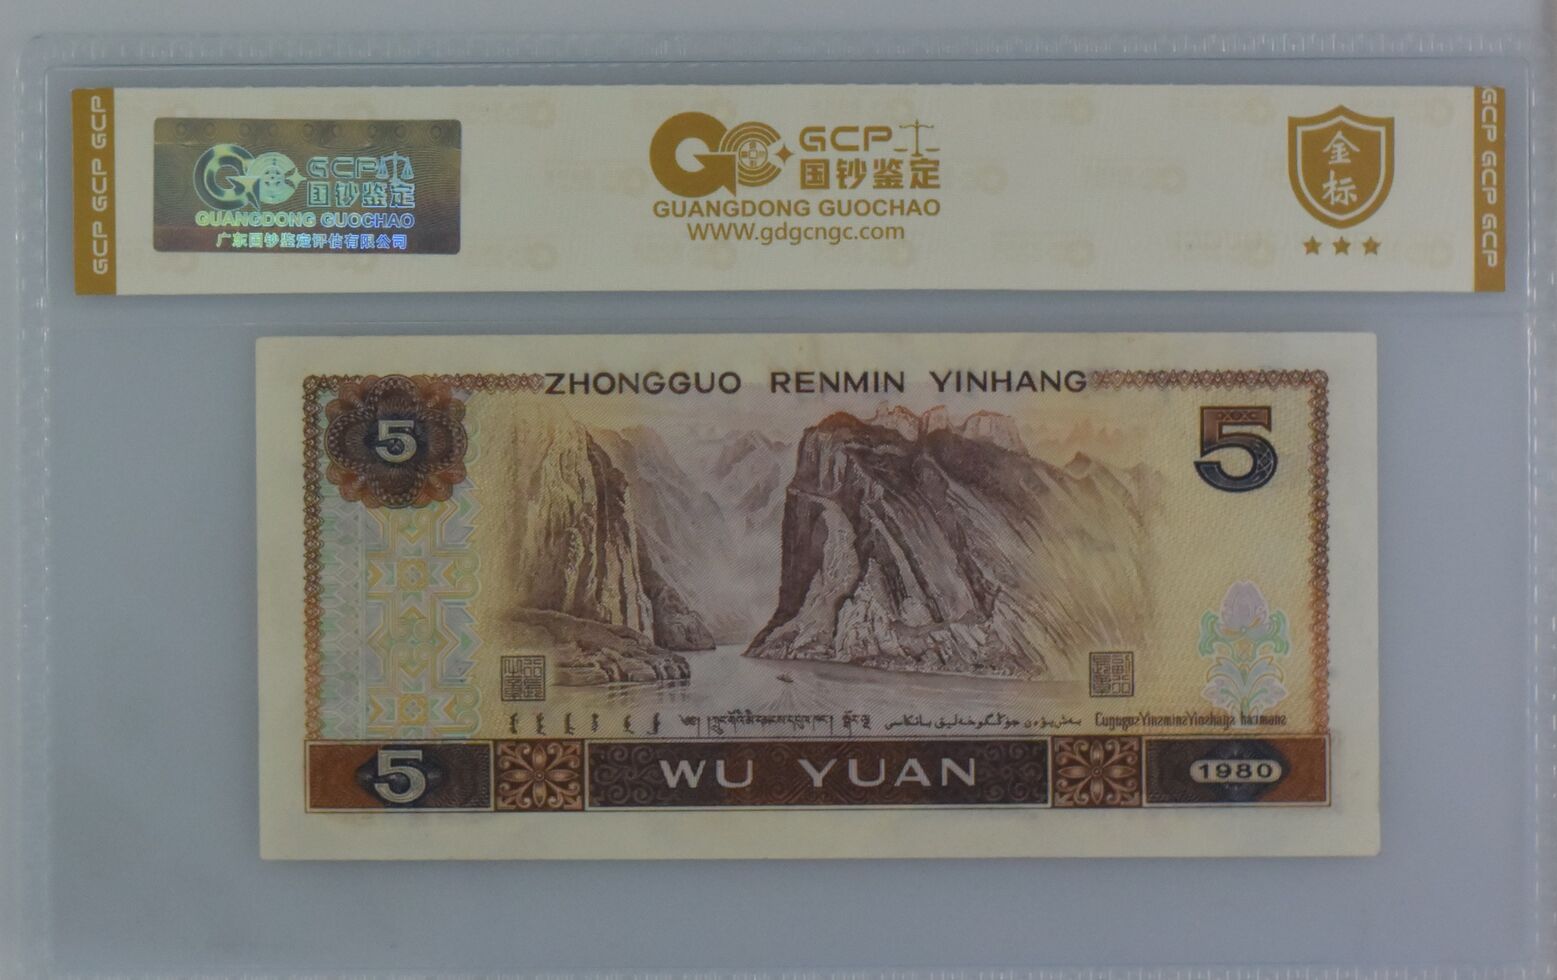 GCP GCP GCP
GCP
国钞鉴定
GUANGDONG GUOCHAO
广东国钞鉴定评估有限公司
GCP
国钞鉴定
GUANGDONG GUOCHAO
WWW.gdgcngc.com
金
标
GCP GCP GCP
ZHONGGUO RENMIN YINHANG
5
5
5
WU YUAN
1980